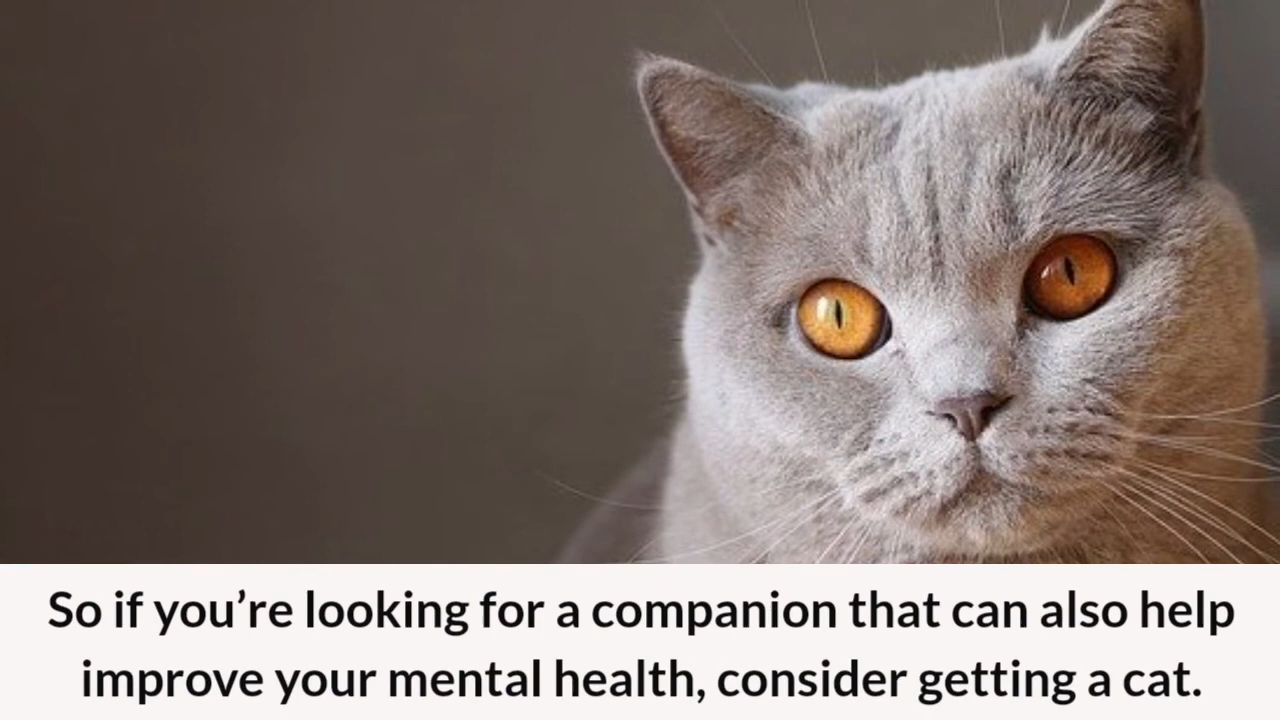 So if you’re looking for a companion that can also help
improve your mental health, consider getting a cat.